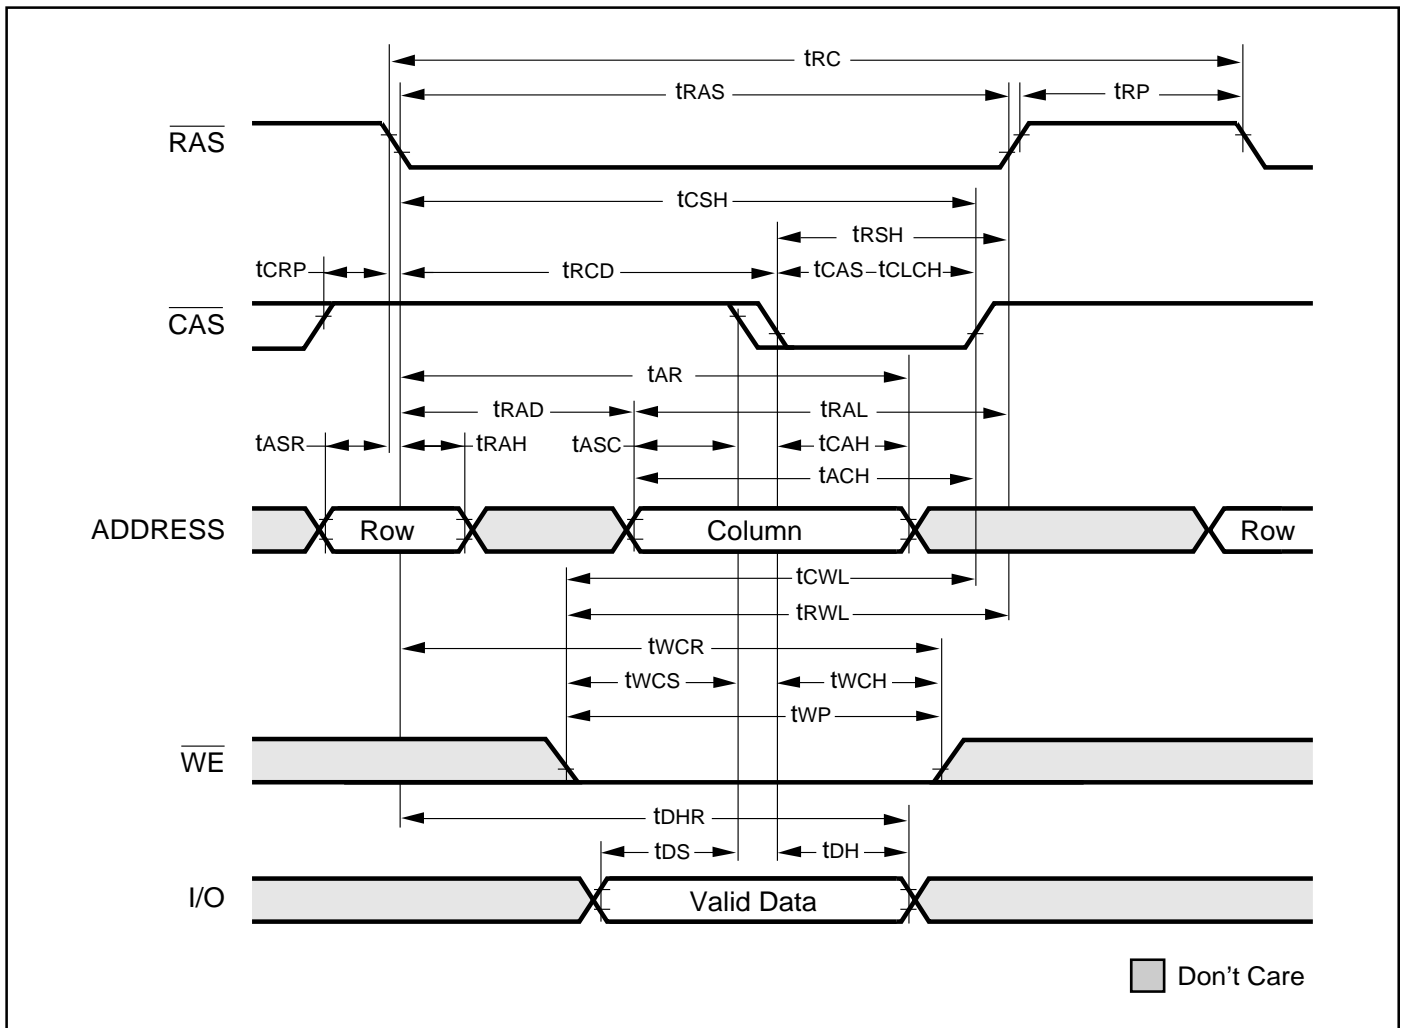 tRC
tRAS
tRP
RAS
tCSH
tRSH
tCRP
tRCD
tCAS
tCLCH
CAS
tAR
tRAD
tRAL
tASR
tRAH
tASC
tCAH
tACH
ADDRESS
Row
Column
Row
tCWL
tRWL
tWCR
tWCS
tWCH
tWP
WE
tDHR
tDS
tDH
I/O
Valid Data
Don't Care